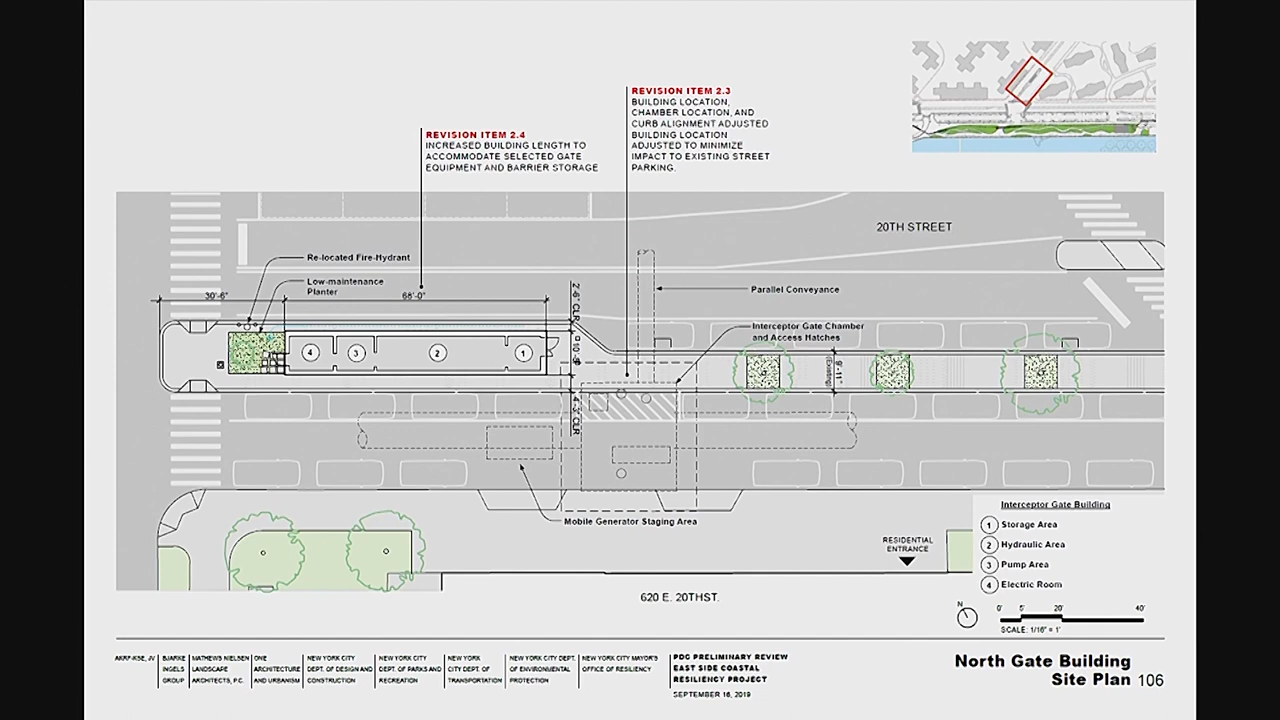 REVISION ITEM 2.3
BUILDING LOCATION,
CHAMBER LOCATION, AND
CURB ALIGNMENT ADJUSTED
BUILDING LOCATION
ADJUSTED TO MINIMIZE
IMPACT TO EXISTING STREET
PARKING.
REVISION ITEM 2.4
INCREASED BUILDING LENGTH TO
ACCOMMODATE SELECTED GATE
EQUIPMENT AND BARRIER STORAGE
20TH STREET
Re-located Fire-Hydrant
Low-maintenance
Planter
30'-6"
68'-0"
2'-6" CLR
Parallel Conveyance
Interceptor Gate Chamber
and Access Hatches
4
3
2
1
9'-11"
(Existing)
CLR
Mobile Generator Staging Area
RESIDENTIAL
ENTRANCE
620 E. 20THST.
Interceptor Gate Building
1 Storage Area
2 Hydraulic Area
3 Pump Area
4 Electric Room
N
0' 5' 20' 40'
SCALE: 1/16" = 1'
AKRF-KSE, JV
BJARKE
INGELS
GROUP
MATHEWS NIELSEN
LANDSCAPE
ARCHITECTS, P.C.
ONE
ARCHITECTURE
AND URBANISM
NEW YORK CITY
DEPT. OF DESIGN AND
CONSTRUCTION
NEW YORK CITY
DEPT. OF PARKS AND
RECREATION
NEW YORK
CITY DEPT. OF
TRANSPORTATION
NEW YORK CITY DEPT.
OF ENVIRONMENTAL
PROTECTION
NEW YORK CITY MAYOR'S
OFFICE OF RESILIENCY
PDC PRELIMINARY REVIEW
EAST SIDE COASTAL
RESILIENCY PROJECT
SEPTEMBER 16, 2019
North Gate Building
Site Plan 106